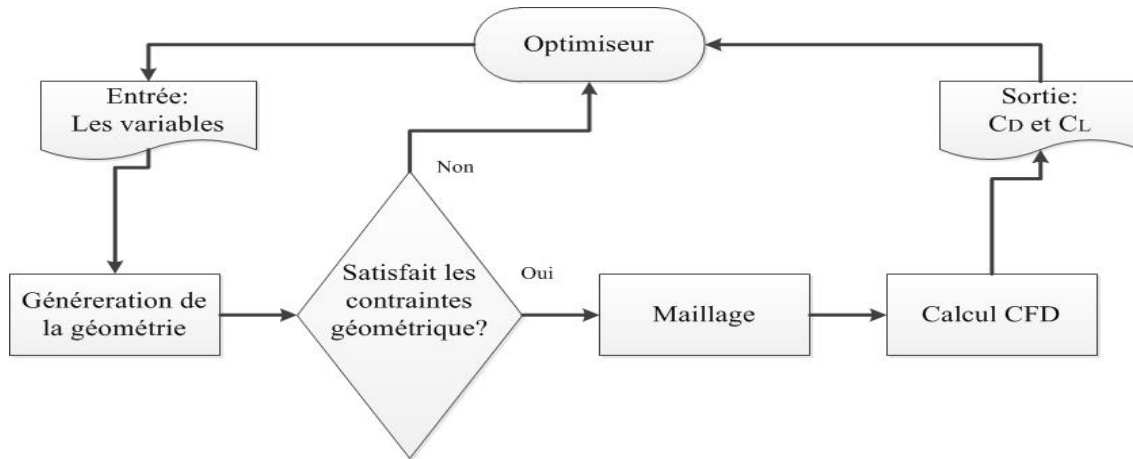 Optimiseur
Entrée:
Les variables
Sortie:
CD et CL
Non
Généreration de
la géométrie
Satisfait les
contraintes
géométrique?
Oui
Maillage
Calcul CFD